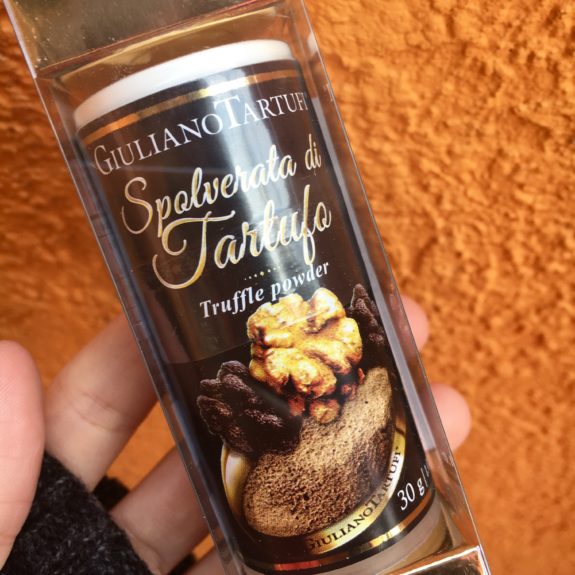 GIULIANOTARTUFI®
Spolverata di
Tartufo
Truffle powder
GIULIANOTARTUFI®
30 g